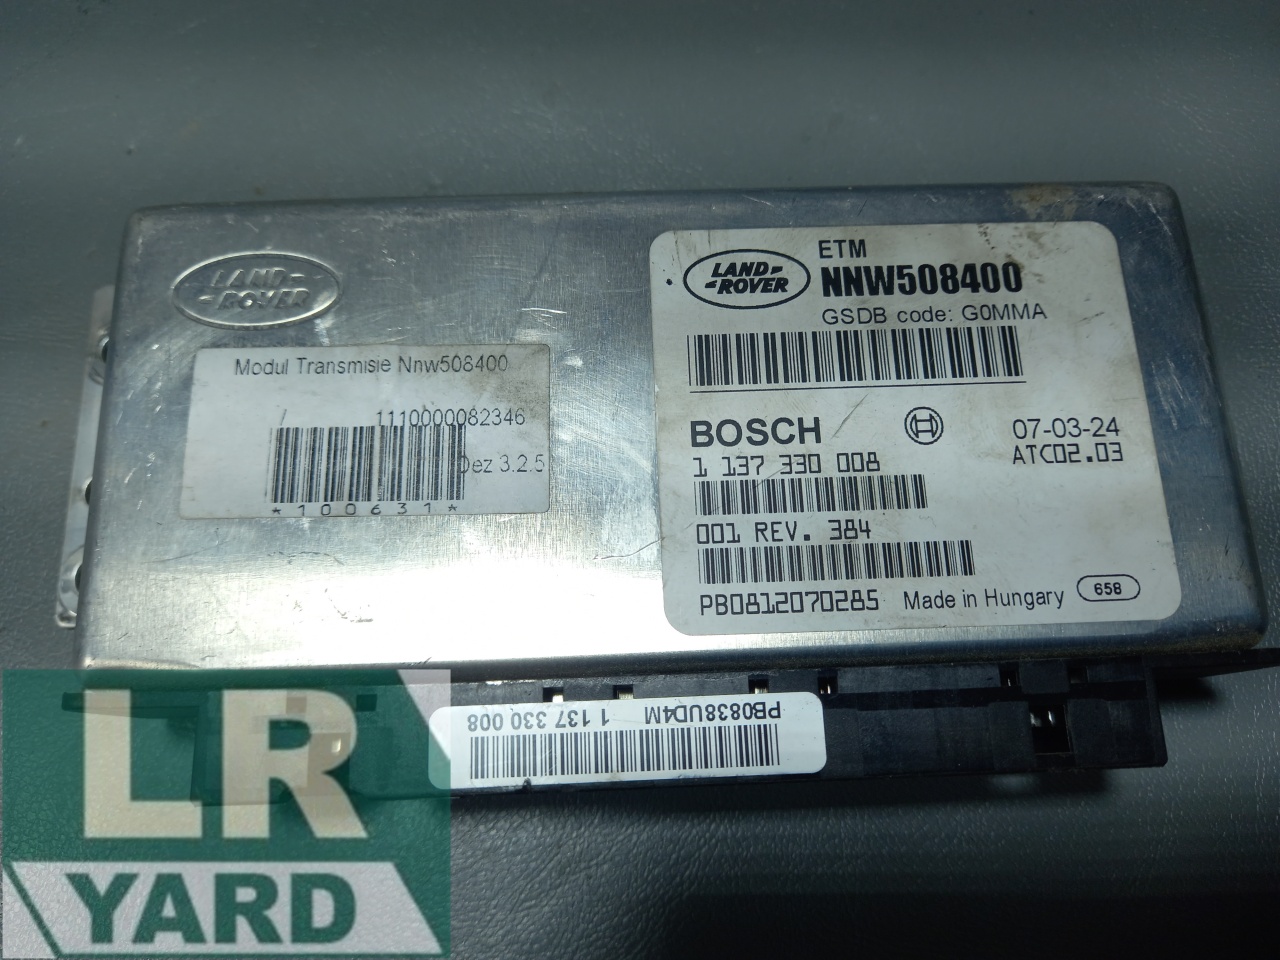 LAND-
-ROVER
Modul Transmisie Nnw508400
/ 1110000082346
Dez 3.2.5
*100631*
LAND-
-ROVER
ETM
NNW508400
GSDB code: G0MMA
BOSCH
07-03-24
1 137 330 008
ATC02.03
001 REV. 384
PB0812070285
Made in Hungary
658
PB0838UD4M 1 137 330 008
LR
YARD